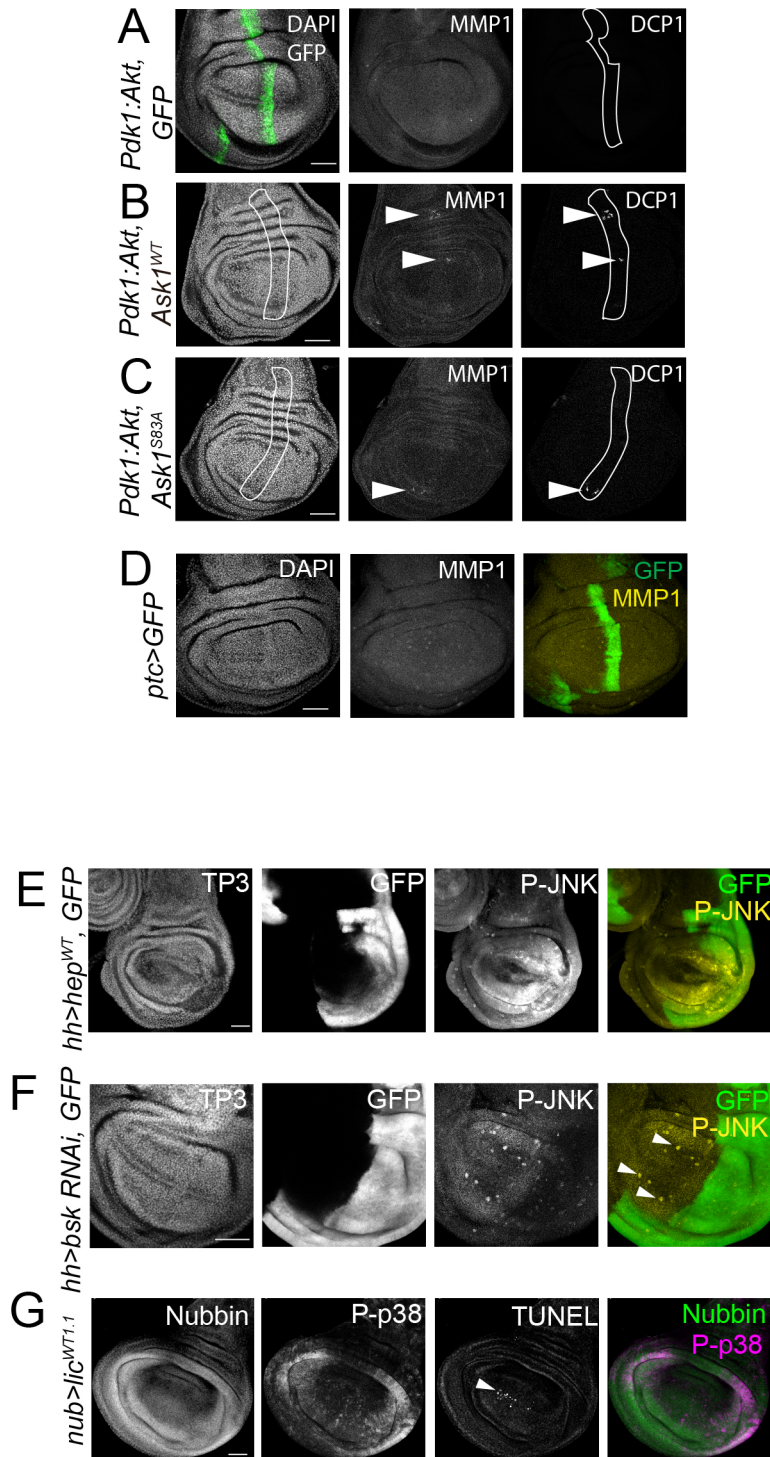 A
Pdk1:Akt,
GFP
DAPI
GFP
MMP1
DCP1
B
Pdk1:Akt,
Ask1WT
MMP1
DCP1
C
Pdk1:Akt,
Ask1S83A
MMP1
DCP1
D
ptc>GFP
DAPI
MMP1
GFP
MMP1
E
hh>hepWT, GFP
TP3
GFP
P-JNK
GFP
P-JNK
F
hh>bsk RNAi, GFP
TP3
GFP
P-JNK
GFP
P-JNK
G
nub>licWT1.1
Nubbin
P-p38
TUNEL
Nubbin
P-p38